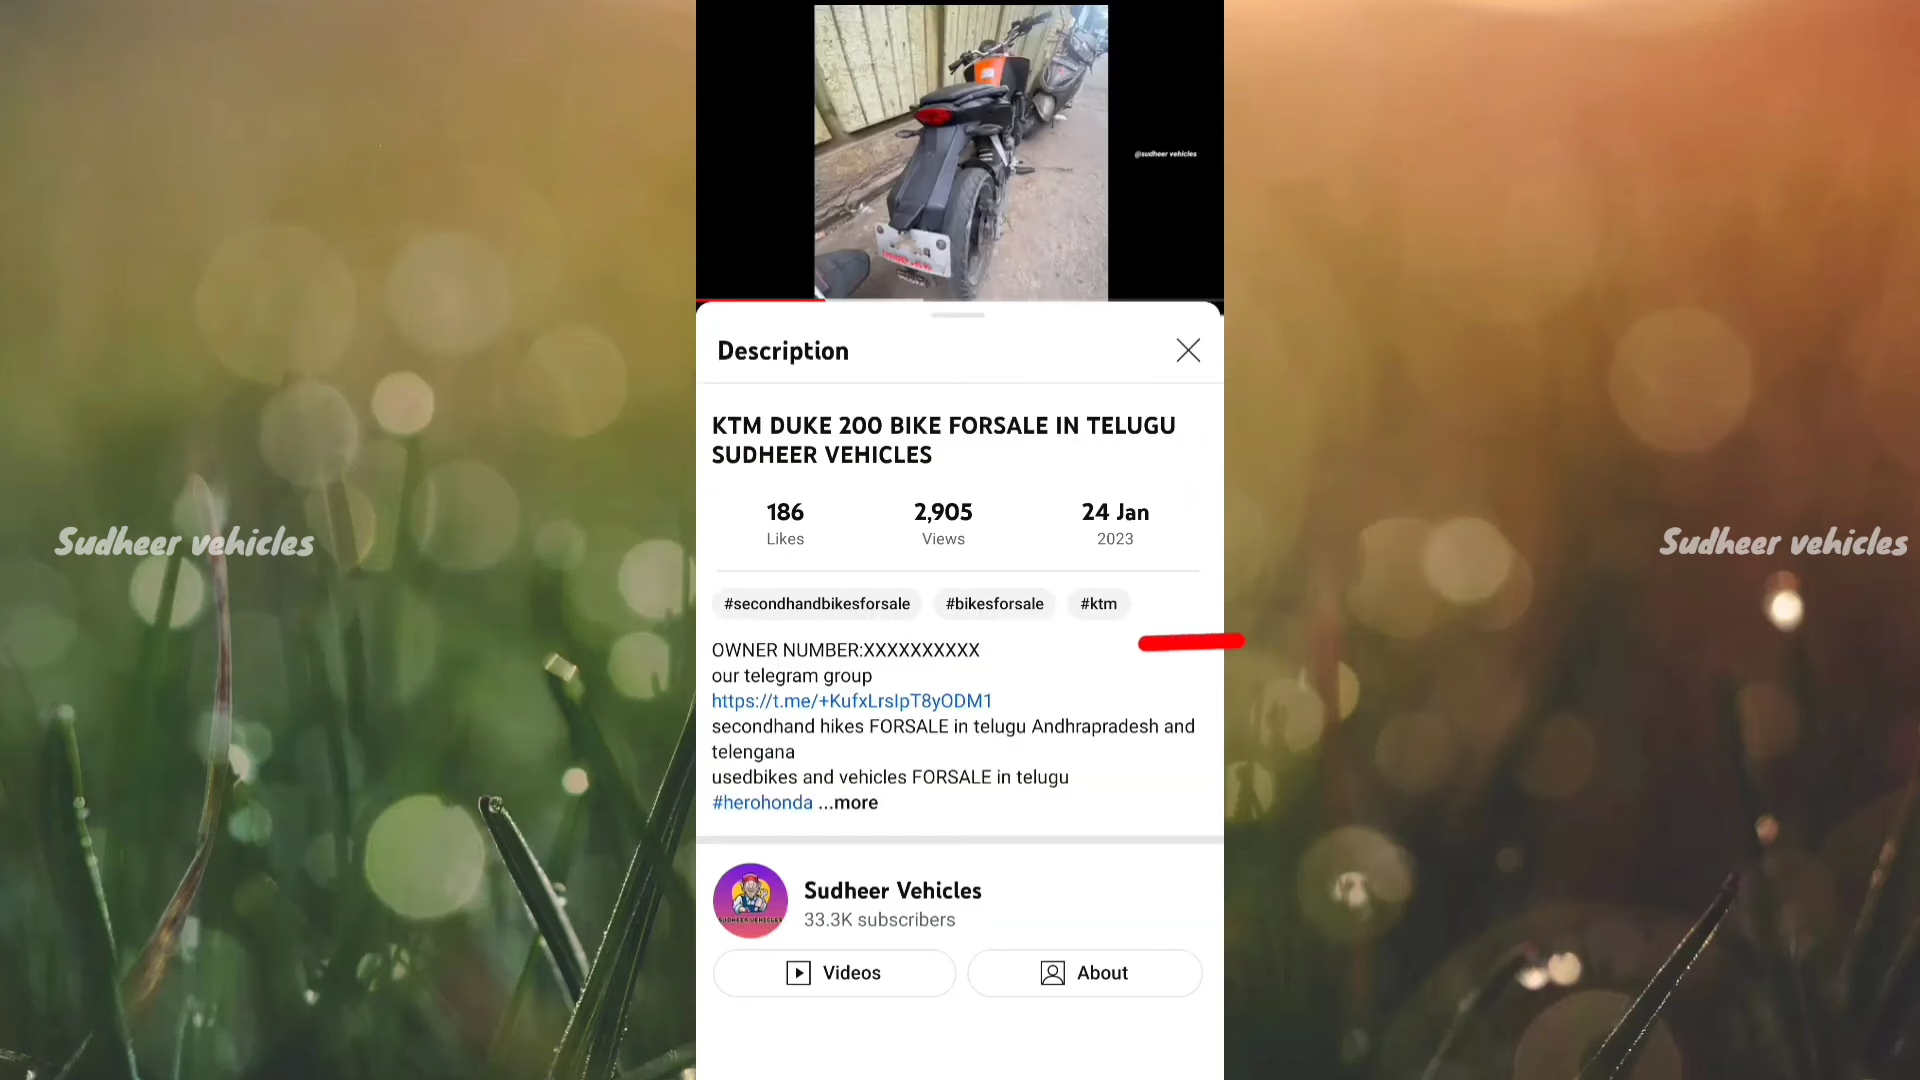 @sudheer vehicles
Description
KTM DUKE 200 BIKE FORSALE IN TELUGU
SUDHEER VEHICLES
186 2,905 24 Jan
Likes Views 2023
#secondhandbikesforsale #bikesforsale #ktm
OWNER NUMBER:XXXXXXXXXX
our telegram group
https://t.me/+KufxLrsIpT8yODM1
secondhand hikes FORSALE in telugu Andhrapradesh and
telengana
usedbikes and vehicles FORSALE in telugu
#herohonda ...more
SUDHEER VEHICLES
Sudheer Vehicles
33.3K subscribers
Videos About
Sudheer vehicles
Sudheer vehicles